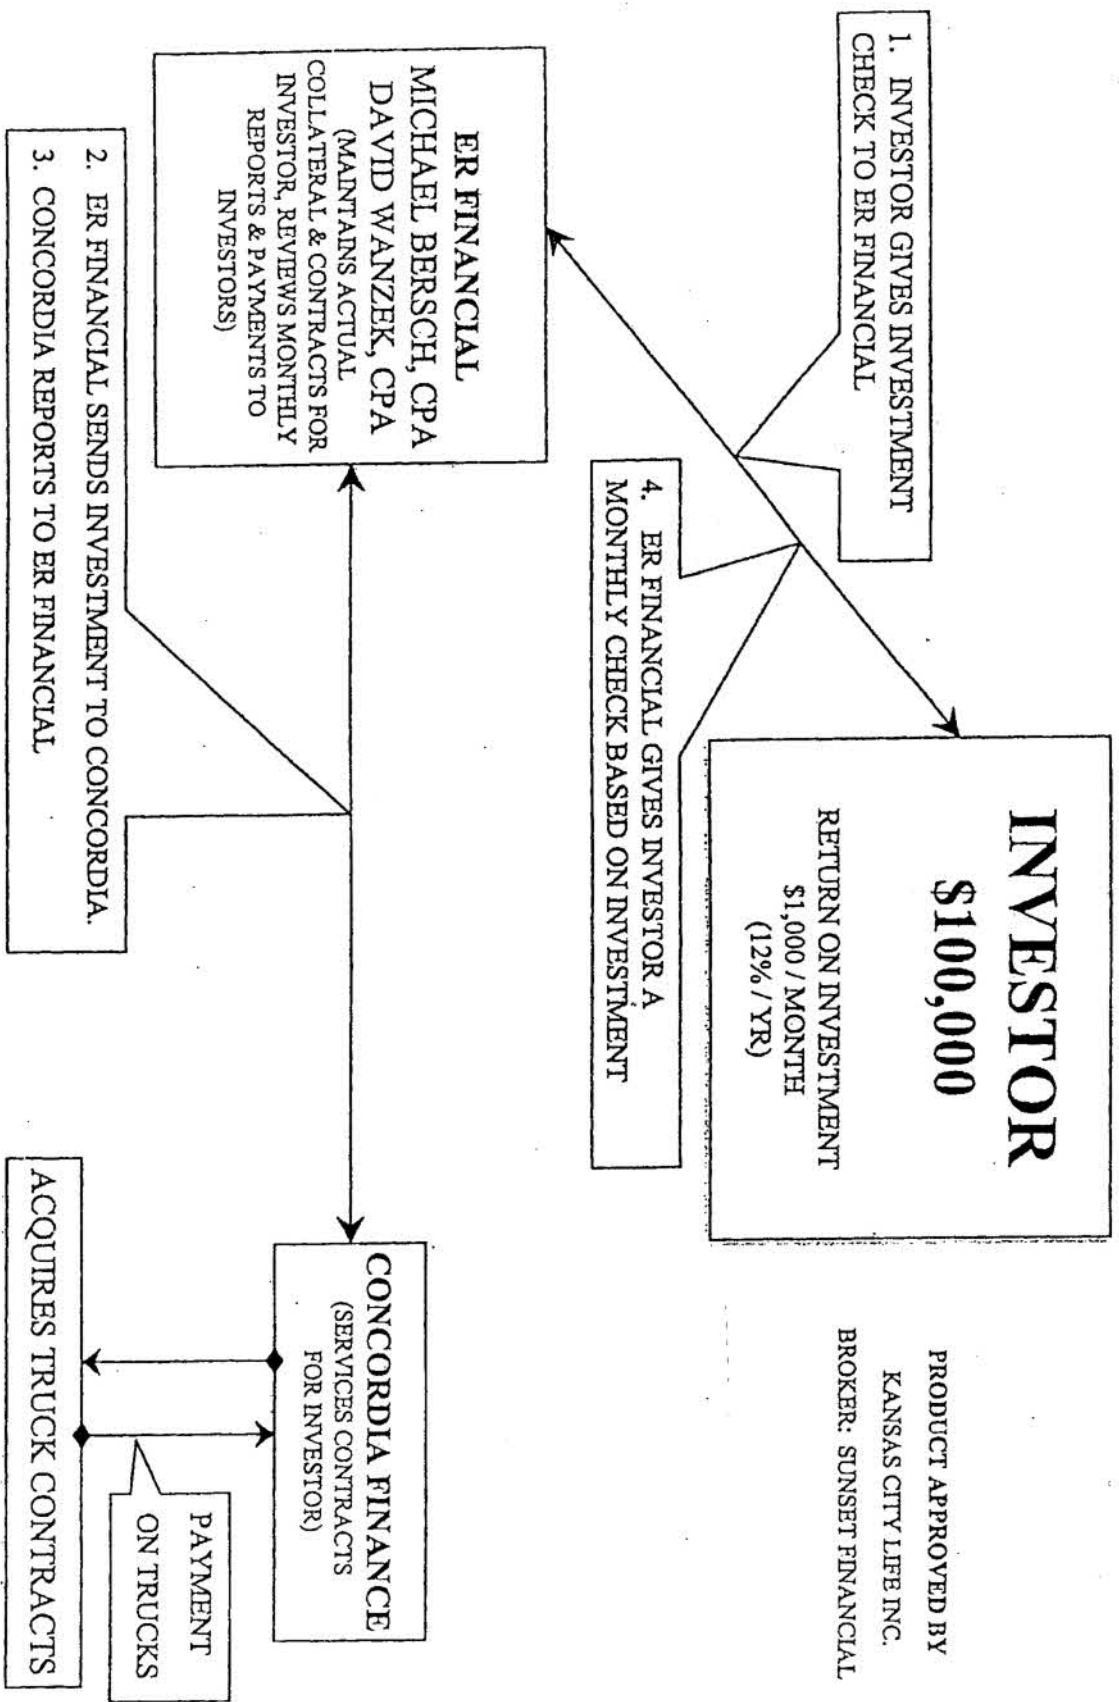 INVESTOR
$100,000
RETURN ON INVESTMENT
$1,000 / MONTH
(12% / YR)
PRODUCT APPROVED BY
KANSAS CITY LIFE INC.
BROKER: SUNSET FINANCIAL
1. INVESTOR GIVES INVESTMENT
CHECK TO ER FINANCIAL
4. ER FINANCIAL GIVES INVESTOR A
MONTHLY CHECK BASED ON INVESTMENT
ER FINANCIAL
MICHAEL BERSCH, CPA
DAVID WANZEK, CPA
(MAINTAINS ACTUAL
COLLATERAL & CONTRACTS FOR
INVESTOR, REVIEWS MONTHLY
REPORTS & PAYMENTS TO
INVESTORS)
CONCORDIA FINANCE
(SERVICES CONTRACTS
FOR INVESTOR)
2. ER FINANCIAL SENDS INVESTMENT TO CONCORDIA.
3. CONCORDIA REPORTS TO ER FINANCIAL
PAYMENT
ON TRUCKS
ACQUIRES TRUCK CONTRACTS